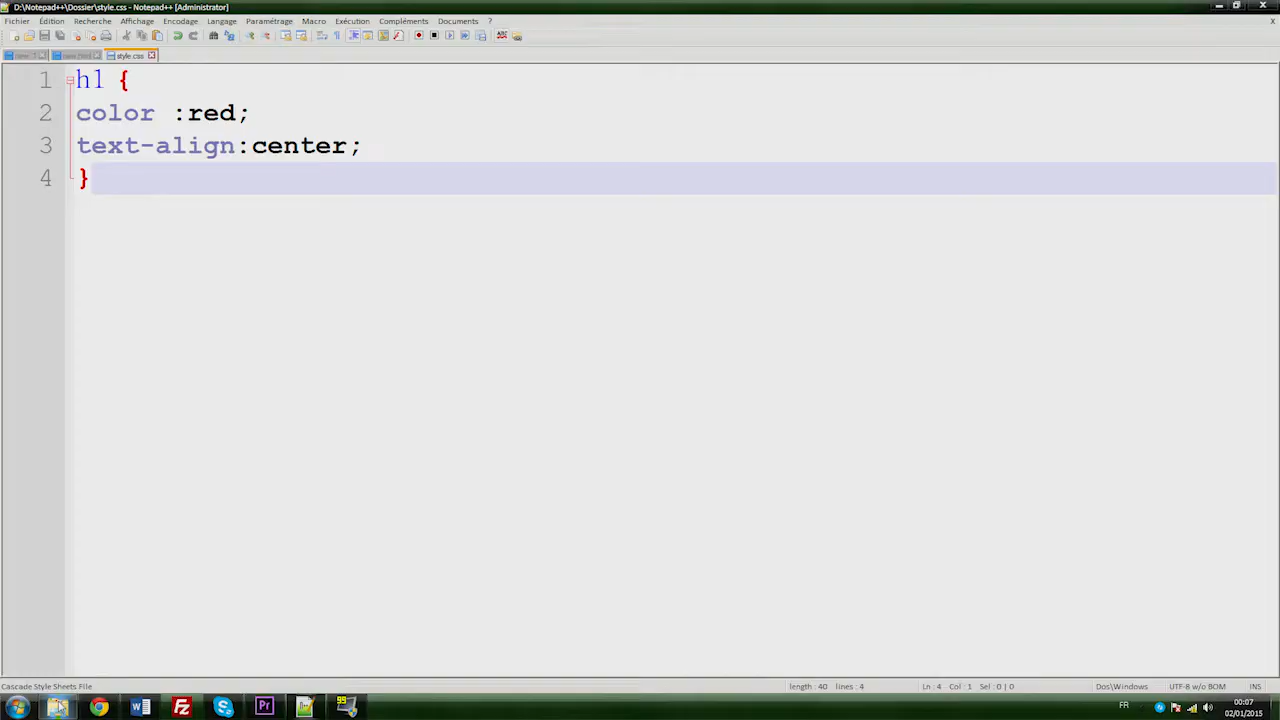 D:\Notepad++\Dossier\style.css - Notepad++ [Administrator]
Fichier Édition Recherche Affichage Encodage Langage Paramétrage Macro Exécution Compléments Documents ?
style.css
1 h1 {
2 color :red;
3 text-align:center;
4 }
Cascade Style Sheets File length : 40 lines : 4 Ln : 4 Col : 1 Sel : 0 | 0 Dos\Windows UTF-8 w/o BOM INS
FR 00:07
02/01/2015